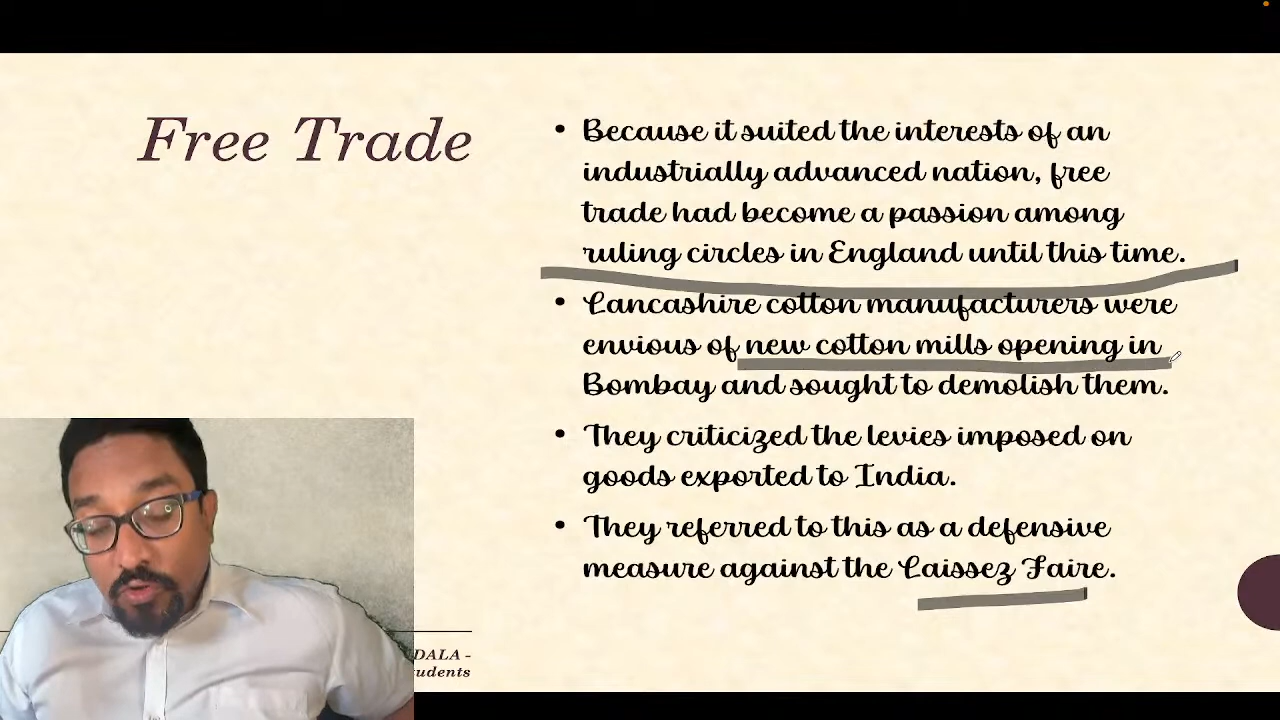 Free Trade
• Because it suited the interests of an
industrially advanced nation, free
trade had become a passion among
ruling circles in England until this time.
• Lancashire cotton manufacturers were
envious of new cotton mills opening in
Bombay and sought to demolish them.
• They criticized the levies imposed on
goods exported to India.
• They referred to this as a defensive
measure against the Laissez Faire.
DALA -
udents